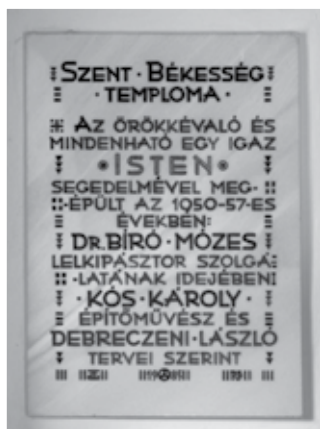 SZENT · BÉKESSÉG
· TEMPLOMA ·
AZ ÖRÖKKÉVALÓ ÉS
MINDENHATÓ EGY IGAZ
• ISTEN •
SEGEDELMÉVEL MEG-
·ÉPÜLT AZ 1950-57-ES
ÉVEKBEN:
DR. BÍRÓ · MÓZES
LELKIPÁSZTOR SZOLGÁ-
·LATÁNAK IDEJÉBEN
· KÓS · KÁROLY ·
ÉPÍTŐMŰVÉSZ ÉS
DEBRECZENI · LÁSZLÓ
TERVEI SZERINT